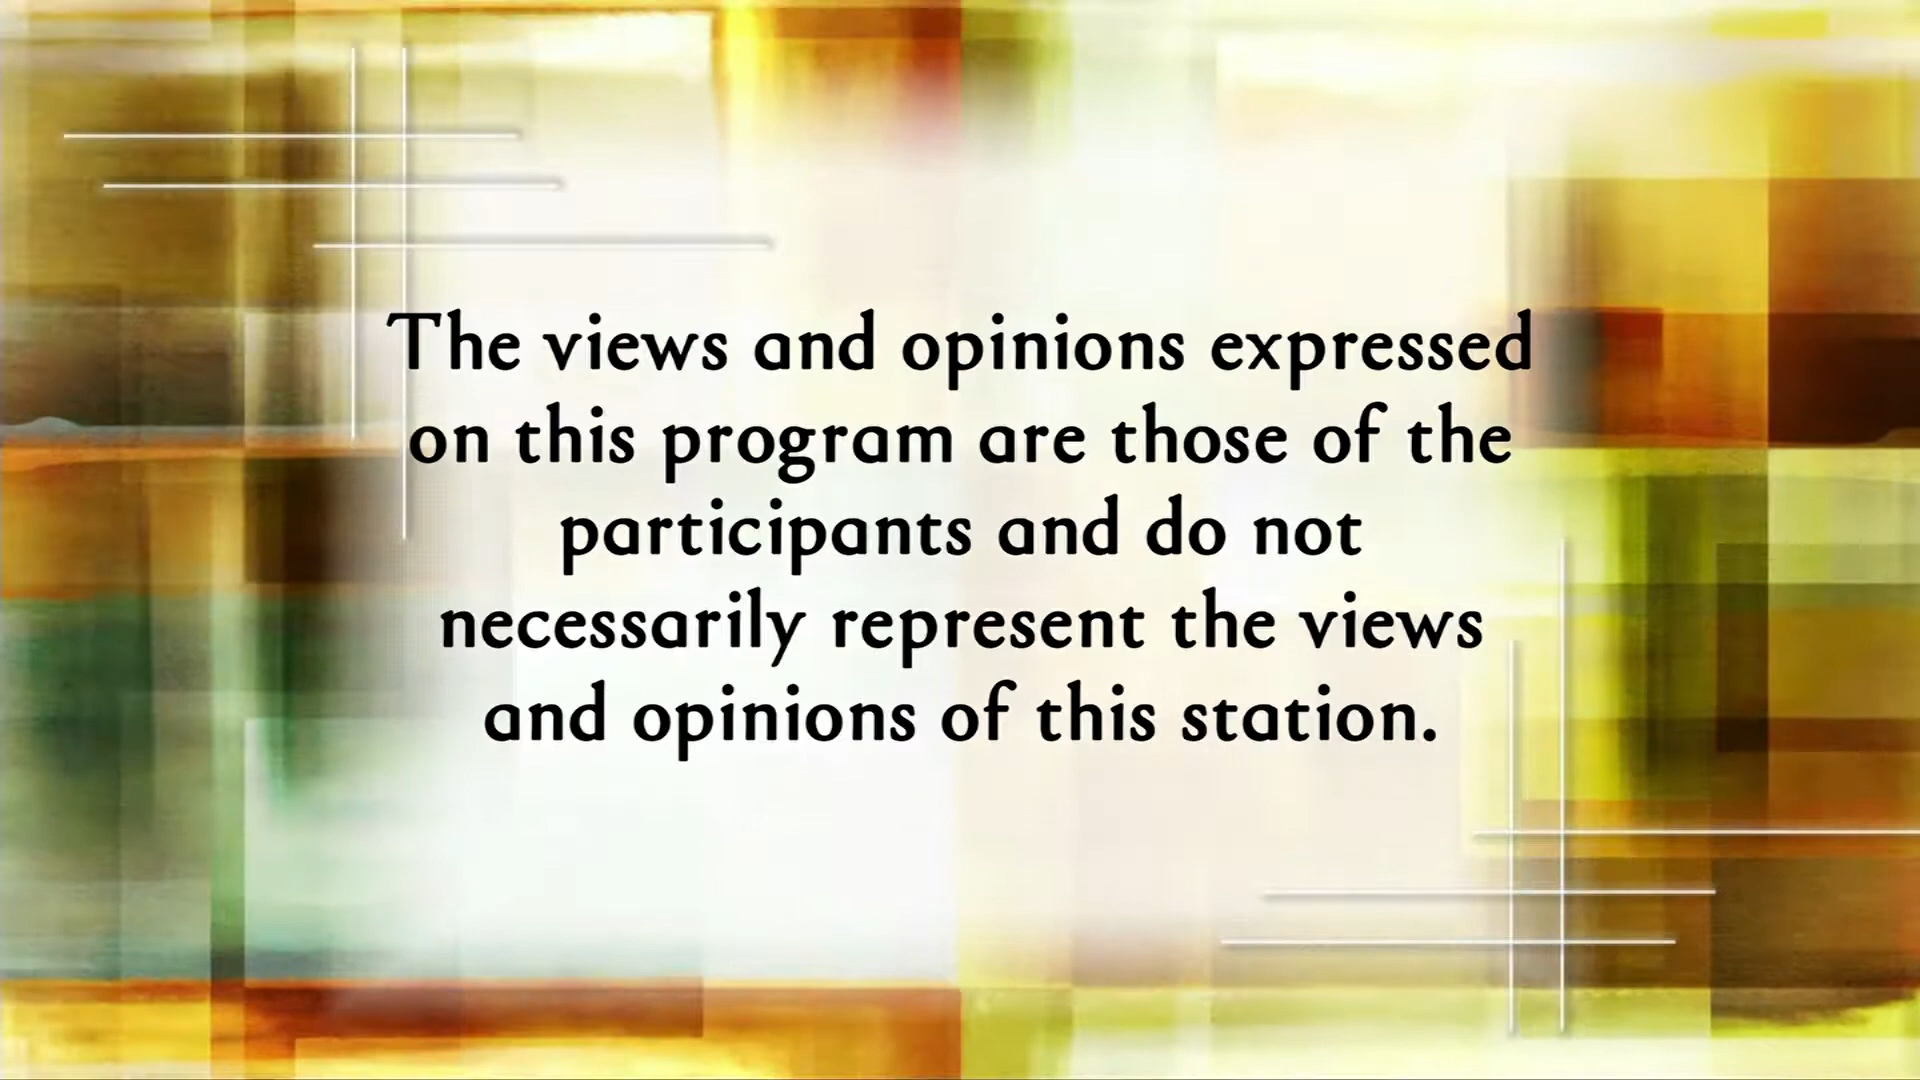 The views and opinions expressed
on this program are those of the
participants and do not
necessarily represent the views
and opinions of this station.